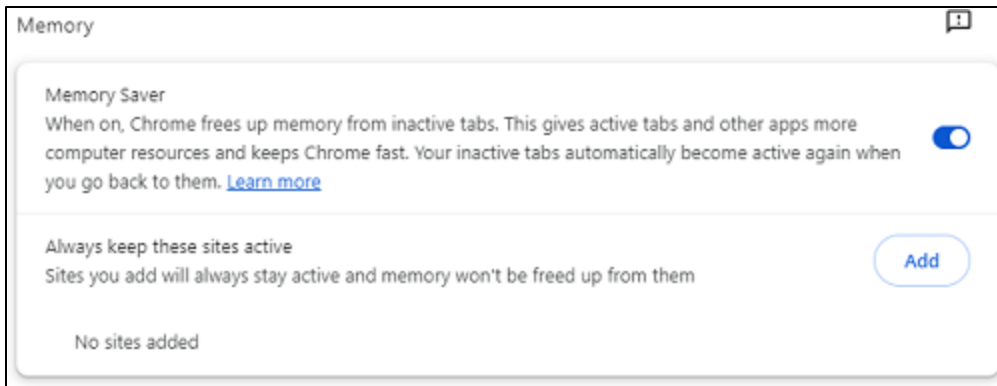 Memory
Memory Saver
When on, Chrome frees up memory from inactive tabs. This gives active tabs and other apps more
computer resources and keeps Chrome fast. Your inactive tabs automatically become active again when
you go back to them. Learn more
Always keep these sites active
Add
Sites you add will always stay active and memory won't be freed up from them
No sites added